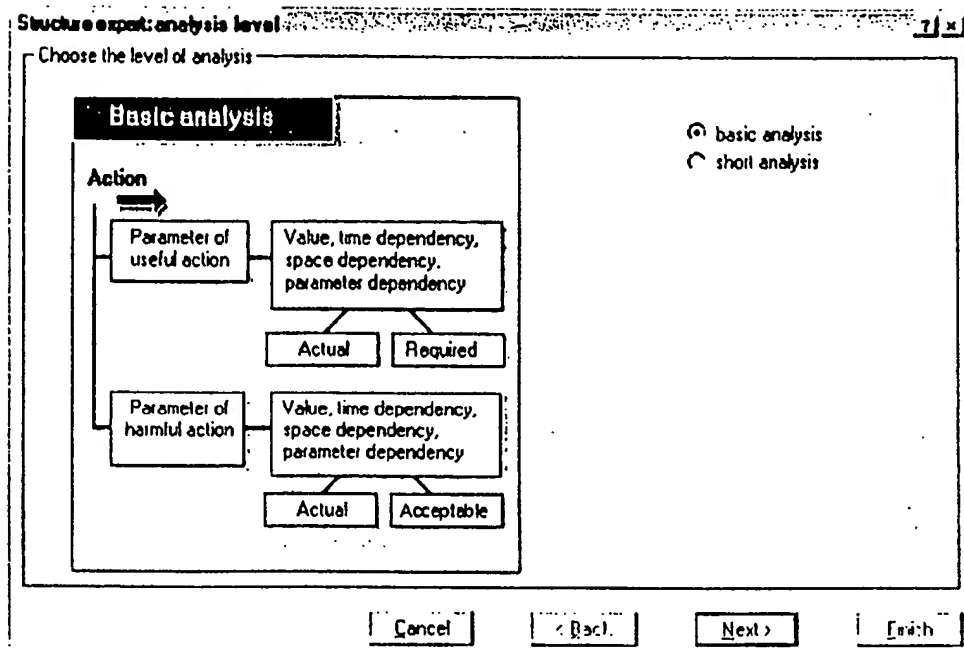 Structure expert: analysis level
? ×
Choose the level of analysis
Basic analysis
basic analysis
short analysis
Action
Parameter of
useful action
Value, time dependency,
space dependency,
parameter dependency
Actual
Required
Parameter of
harmful action
Value, time dependency,
space dependency,
parameter dependency
Actual
Acceptable
Cancel
< Back
Next >
Finish